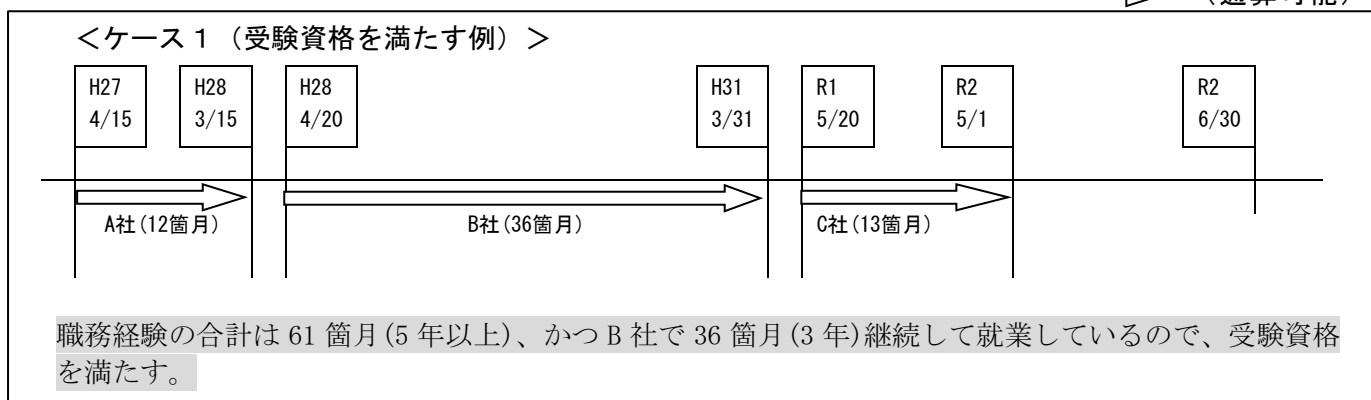 ＜ケース１（受験資格を満たす例）＞
H27
4/15
H28
3/15
H28
4/20
H31
3/31
R1
5/20
R2
5/1
R2
6/30
A社(12箇月)
B社(36箇月)
C社(13箇月)
職務経験の合計は 61 箇月(5 年以上)、かつ B 社で 36 箇月(3 年)継続して就業しているので、受験資格
を満たす。